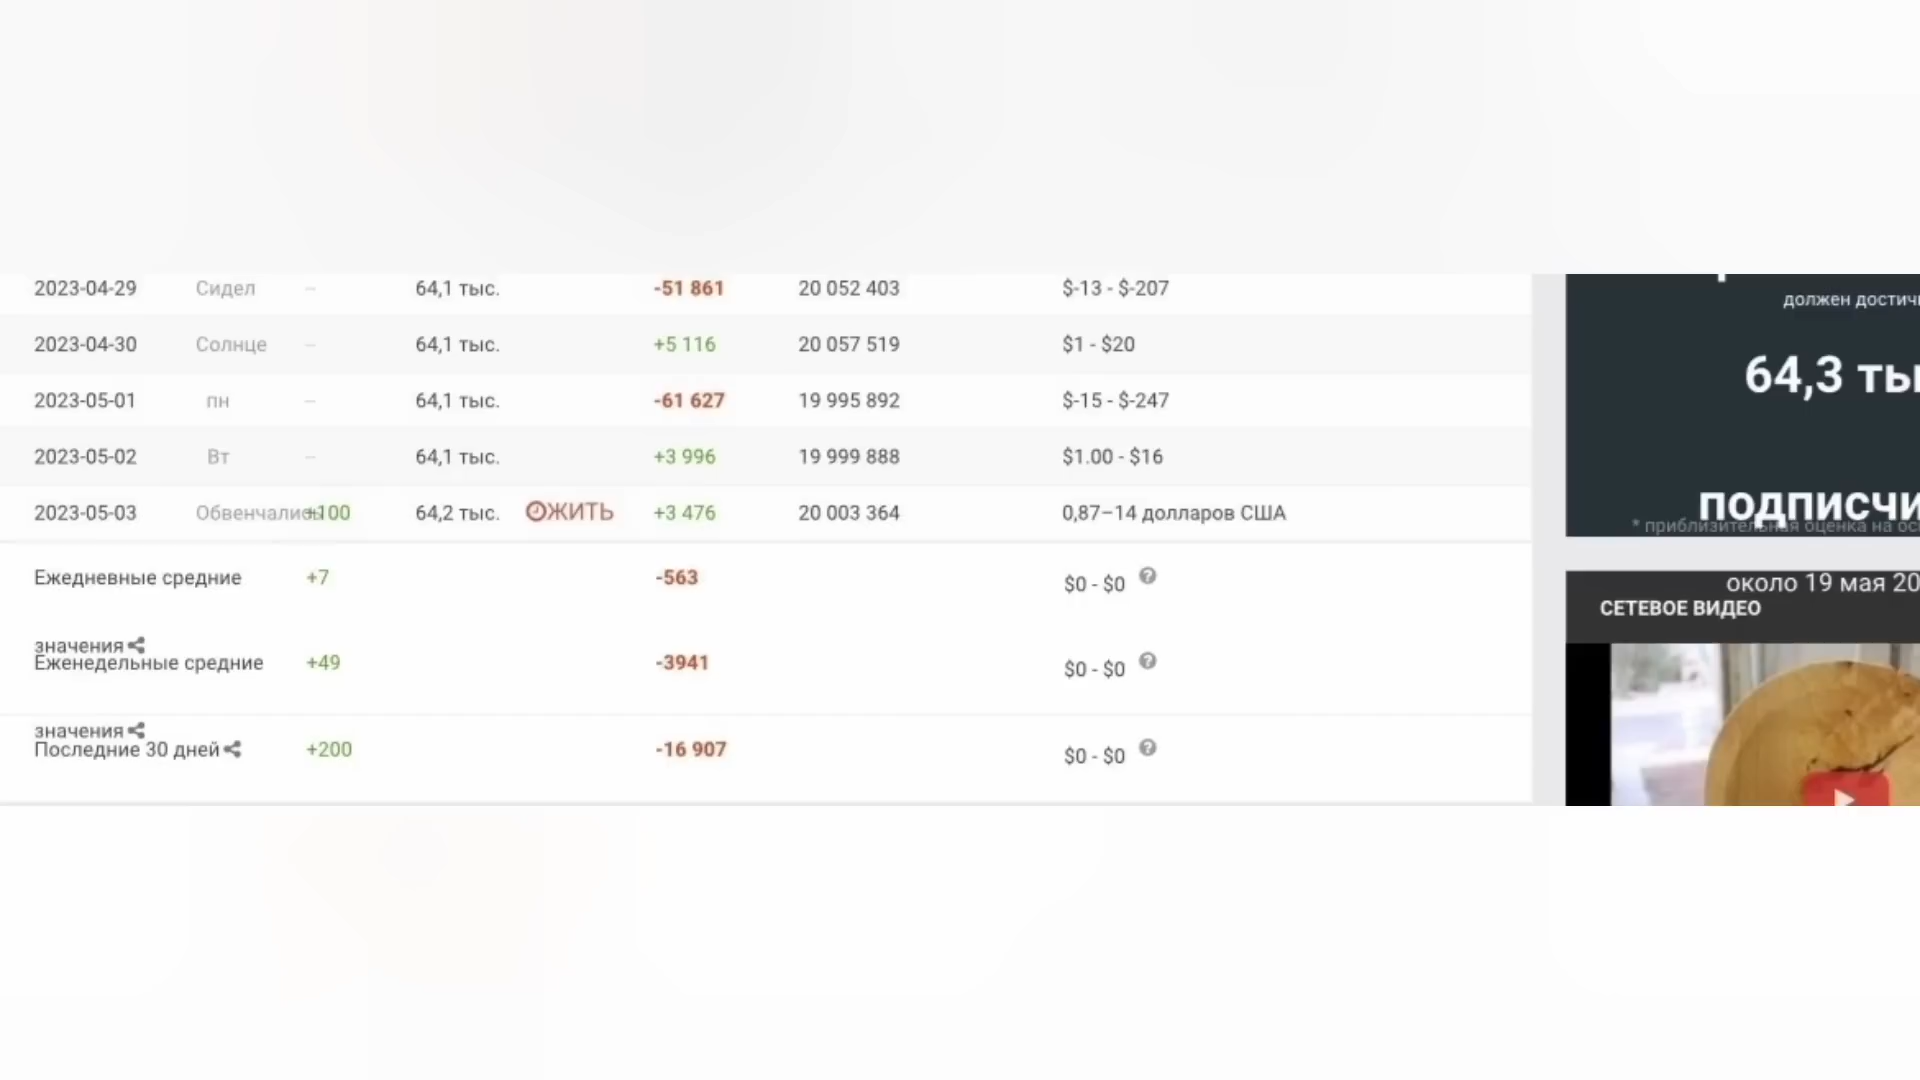 2023-04-29 Сидел -- 64,1 тыс. -51 861 20 052 403 $-13 - $-207
2023-04-30 Солнце -- 64,1 тыс. +5 116 20 057 519 $1 - $20
2023-05-01 пн -- 64,1 тыс. -61 627 19 995 892 $-15 - $-247
2023-05-02 Вт -- 64,1 тыс. +3 996 19 999 888 $1.00 - $16
2023-05-03 Обвенчались +100 64,2 тыс. ЖИТЬ +3 476 20 003 364 0,87–14 долларов США
Ежедневные средние +7 -563 $0 - $0
значения
Еженедельные средние +49 -3941 $0 - $0
значения
Последние 30 дней +200 -16 907 $0 - $0
должен
64,3
* приблизительная оценка на
около 19 мая
СЕТЕВОЕ ВИДЕО